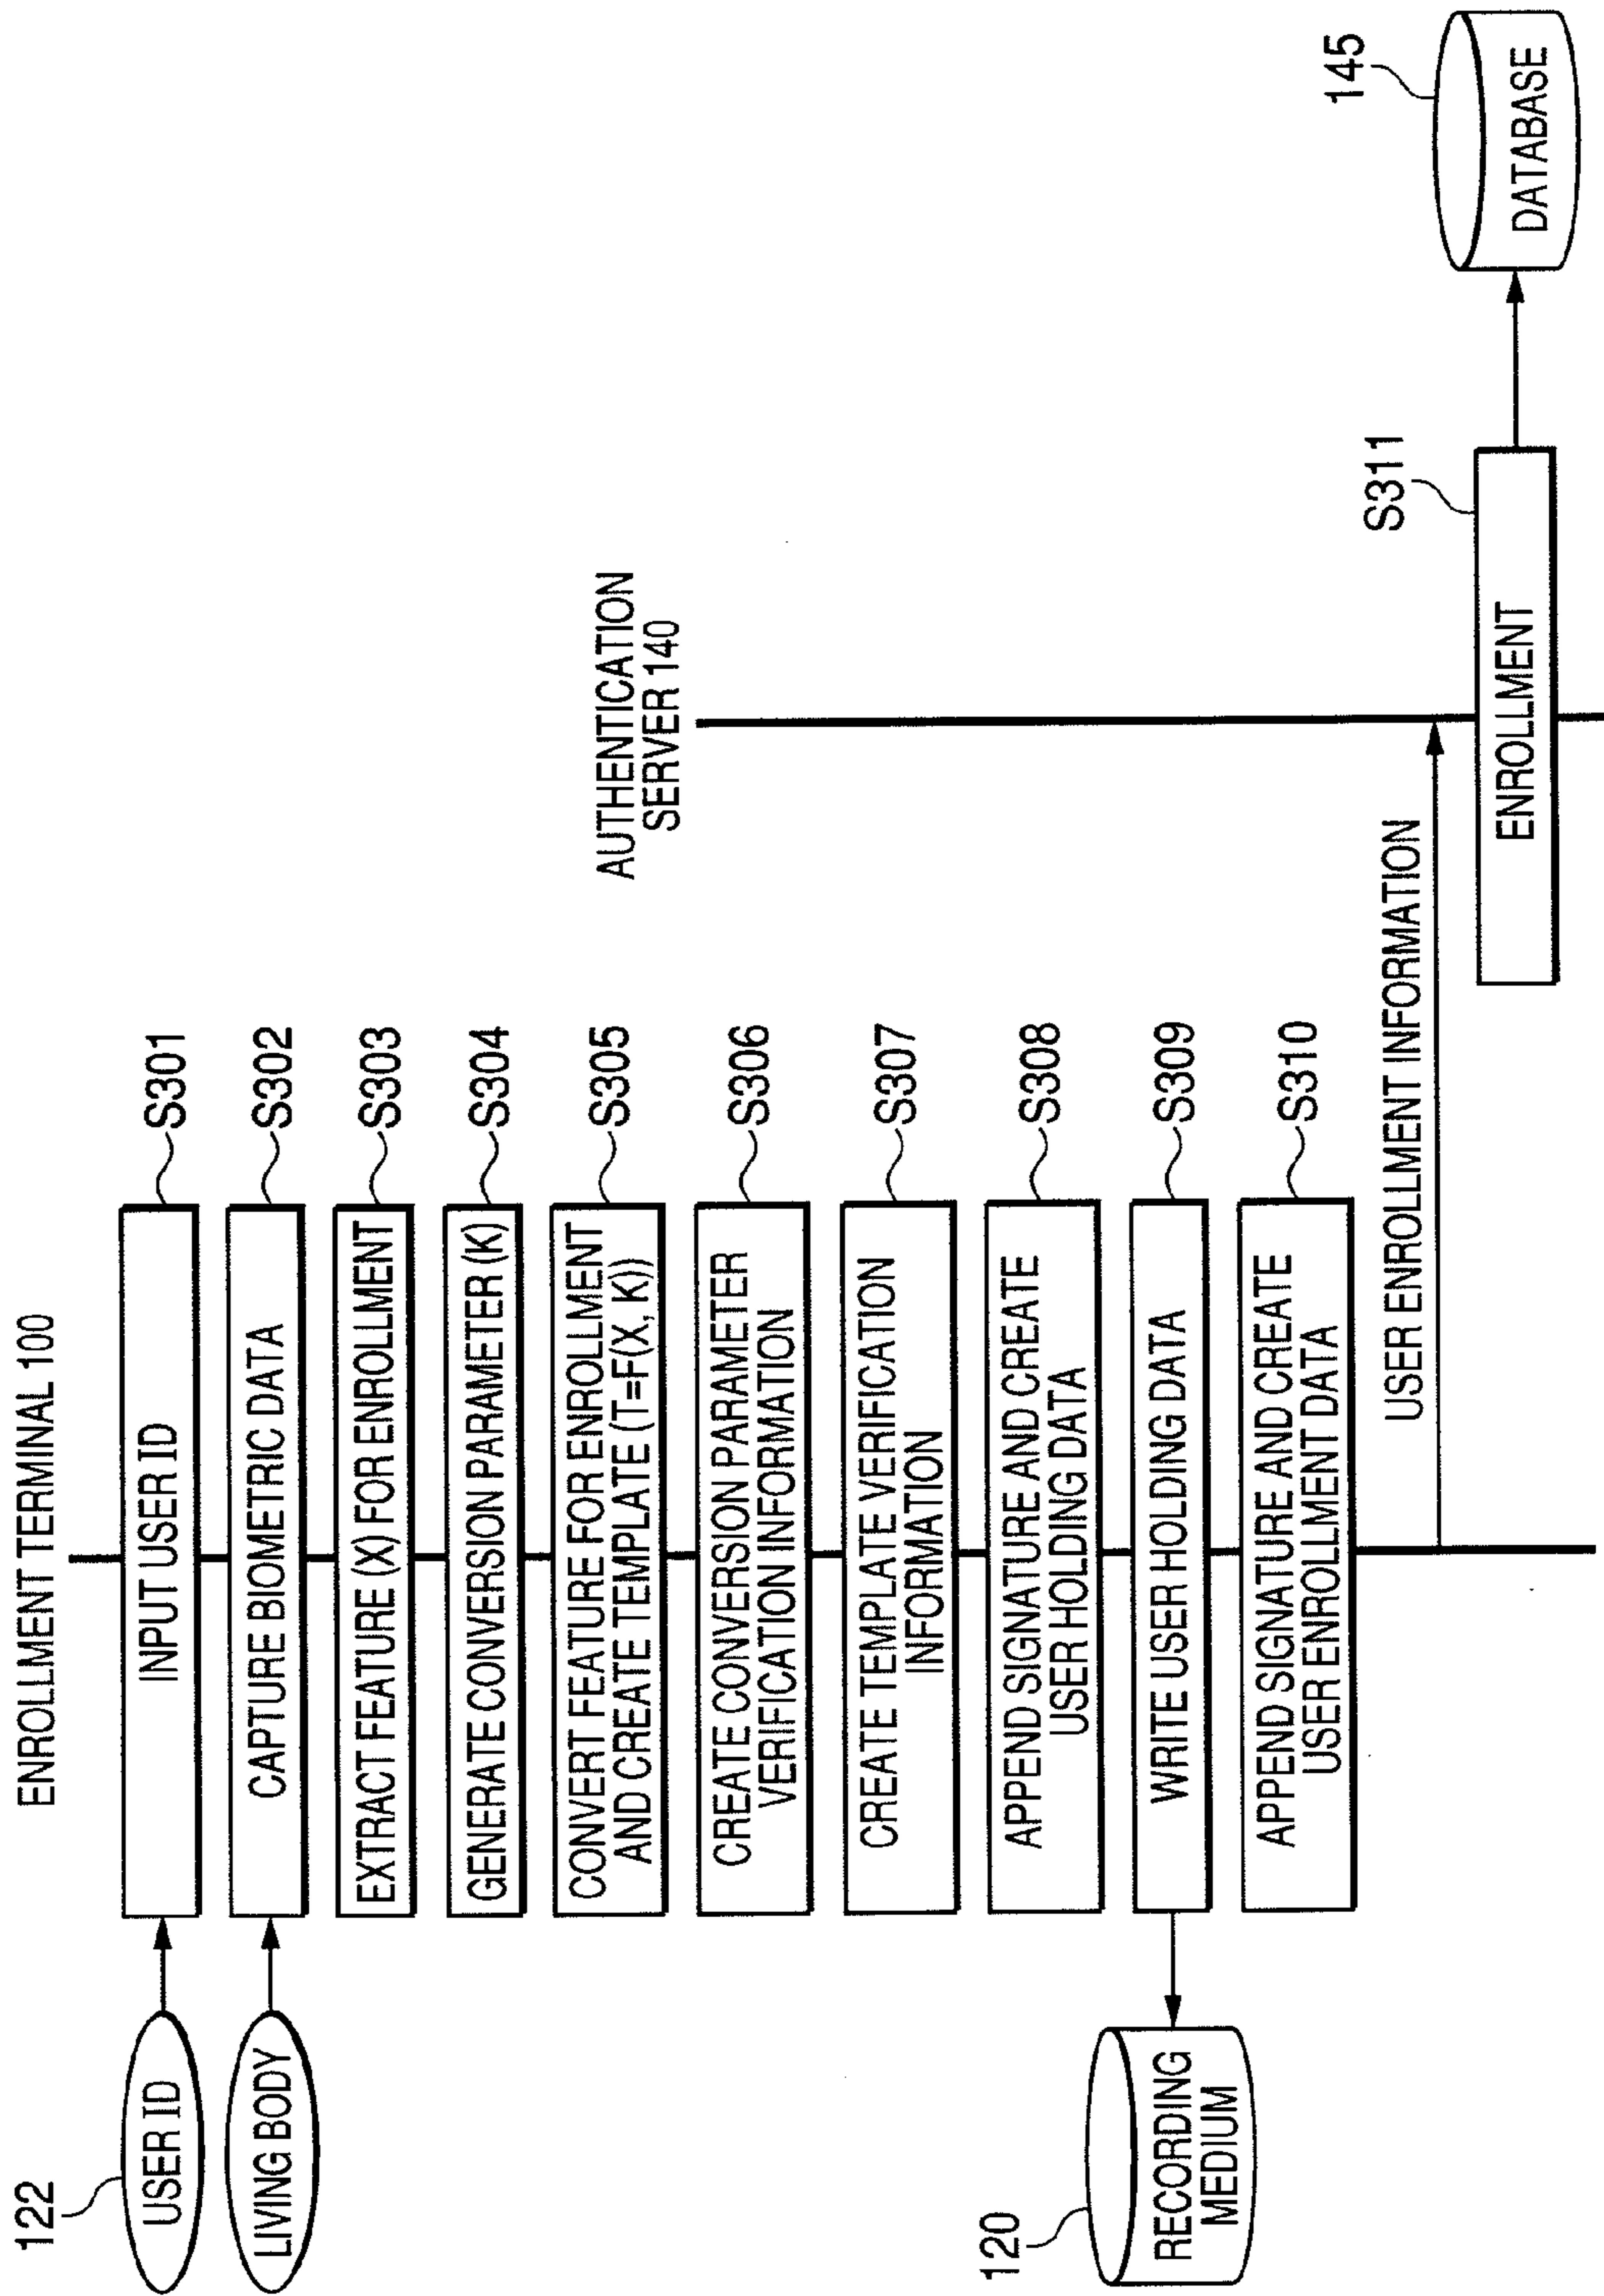 ENROLLMENT TERMINAL 100
122
USER ID
INPUT USER ID
S301
LIVING BODY
CAPTURE BIOMETRIC DATA
S302
EXTRACT FEATURE (X) FOR ENROLLMENT
S303
GENERATE CONVERSION PARAMETER (K)
S304
CONVERT FEATURE FOR ENROLLMENT
AND CREATE TEMPLATE (T=F(X, K))
S305
CREATE CONVERSION PARAMETER
VERIFICATION INFORMATION
S306
CREATE TEMPLATE VERIFICATION
INFORMATION
S307
APPEND SIGNATURE AND CREATE
USER HOLDING DATA
S308
120
RECORDING
MEDIUM
WRITE USER HOLDING DATA
S309
APPEND SIGNATURE AND CREATE
USER ENROLLMENT DATA
S310
AUTHENTICATION
SERVER 140
USER ENROLLMENT INFORMATION
ENROLLMENT
S311
145
DATABASE